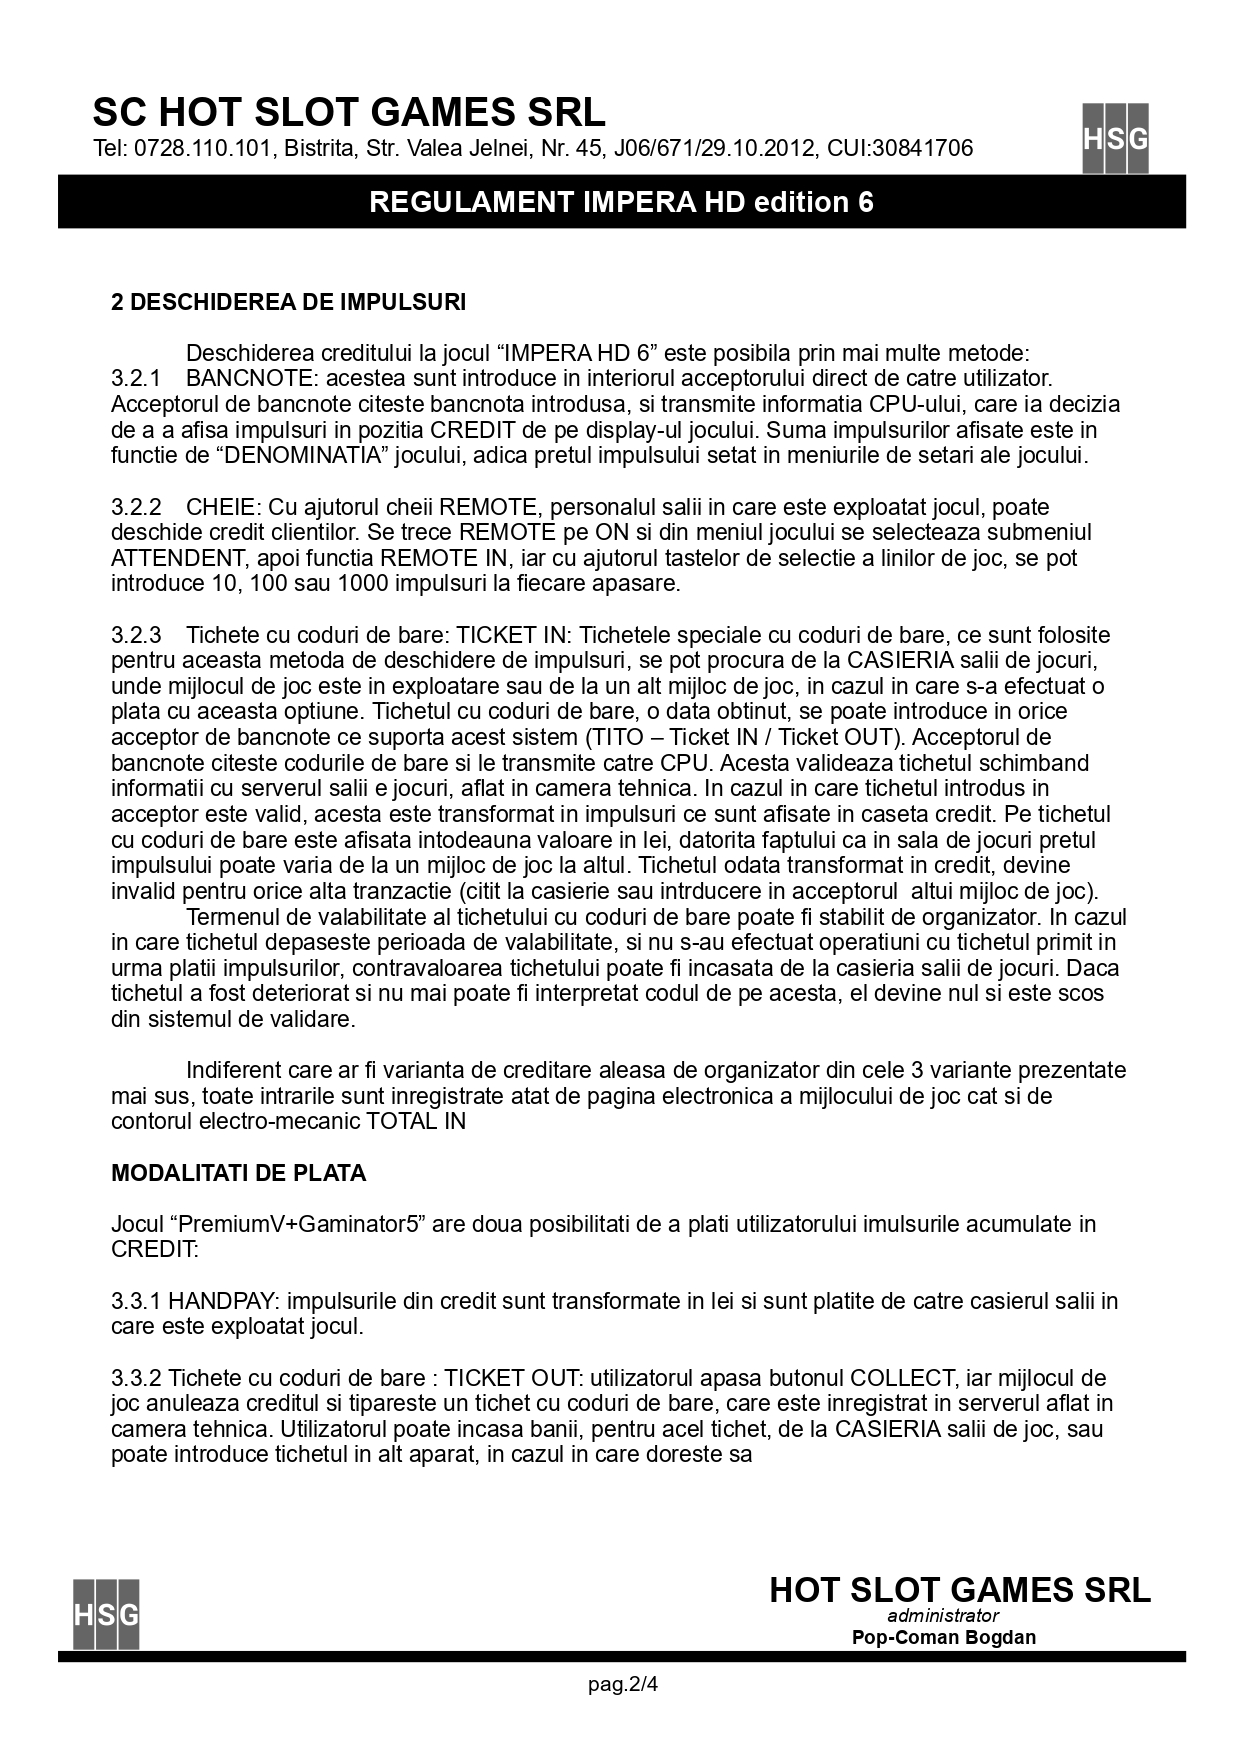 SC HOT SLOT GAMES SRL
Tel: 0728.110.101, Bistrita, Str. Valea Jelnei, Nr. 45, J06/671/29.10.2012, CUI:30841706
HSG
REGULAMENT IMPERA HD edition 6
2 DESCHIDEREA DE IMPULSURI
Deschiderea creditului la jocul “IMPERA HD 6” este posibila prin mai multe metode:
3.2.1 BANCNOTE: acestea sunt introduce in interiorul acceptorului direct de catre utilizator.
Acceptorul de bancnote citeste bancnota introdusa, si transmite informatia CPU-ului, care ia decizia
de a a afisa impulsuri in pozitia CREDIT de pe display-ul jocului. Suma impulsurilor afisate este in
functie de “DENOMINATIA” jocului, adica pretul impulsului setat in meniurile de setari ale jocului.
3.2.2 CHEIE: Cu ajutorul cheii REMOTE, personalul salii in care este exploatat jocul, poate
deschide credit clientilor. Se trece REMOTE pe ON si din meniul jocului se selecteaza submeniul
ATTENDENT, apoi functia REMOTE IN, iar cu ajutorul tastelor de selectie a linilor de joc, se pot
introduce 10, 100 sau 1000 impulsuri la fiecare apasare.
3.2.3 Tichete cu coduri de bare: TICKET IN: Tichetele speciale cu coduri de bare, ce sunt folosite
pentru aceasta metoda de deschidere de impulsuri, se pot procura de la CASIERIA salii de jocuri,
unde mijlocul de joc este in exploatare sau de la un alt mijloc de joc, in cazul in care s-a efectuat o
plata cu aceasta optiune. Tichetul cu coduri de bare, o data obtinut, se poate introduce in orice
acceptor de bancnote ce suporta acest sistem (TITO – Ticket IN / Ticket OUT). Acceptorul de
bancnote citeste codurile de bare si le transmite catre CPU. Acesta valideaza tichetul schimband
informatii cu serverul salii e jocuri, aflat in camera tehnica. In cazul in care tichetul introdus in
acceptor este valid, acesta este transformat in impulsuri ce sunt afisate in caseta credit. Pe tichetul
cu coduri de bare este afisata intodeauna valoare in lei, datorita faptului ca in sala de jocuri pretul
impulsului poate varia de la un mijloc de joc la altul. Tichetul odata transformat in credit, devine
invalid pentru orice alta tranzactie (citit la casierie sau intrducere in acceptorul altui mijloc de joc).
Termenul de valabilitate al tichetului cu coduri de bare poate fi stabilit de organizator. In cazul
in care tichetul depaseste perioada de valabilitate, si nu s-au efectuat operatiuni cu tichetul primit in
urma platii impulsurilor, contravaloarea tichetului poate fi incasata de la casieria salii de jocuri. Daca
tichetul a fost deteriorat si nu mai poate fi interpretat codul de pe acesta, el devine nul si este scos
din sistemul de validare.
Indiferent care ar fi varianta de creditare aleasa de organizator din cele 3 variante prezentate
mai sus, toate intrarile sunt inregistrate atat de pagina electronica a mijlocului de joc cat si de
contorul electro-mecanic TOTAL IN
MODALITATI DE PLATA
Jocul “PremiumV+Gaminator5” are doua posibilitati de a plati utilizatorului imulsurile acumulate in
CREDIT:
3.3.1 HANDPAY: impulsurile din credit sunt transformate in lei si sunt platite de catre casierul salii in
care este exploatat jocul.
3.3.2 Tichete cu coduri de bare : TICKET OUT: utilizatorul apasa butonul COLLECT, iar mijlocul de
joc anuleaza creditul si tipareste un tichet cu coduri de bare, care este inregistrat in serverul aflat in
camera tehnica. Utilizatorul poate incasa banii, pentru acel tichet, de la CASIERIA salii de joc, sau
poate introduce tichetul in alt aparat, in cazul in care doreste sa
HSG
HOT SLOT GAMES SRL
administrator
Pop-Coman Bogdan
pag.2/4